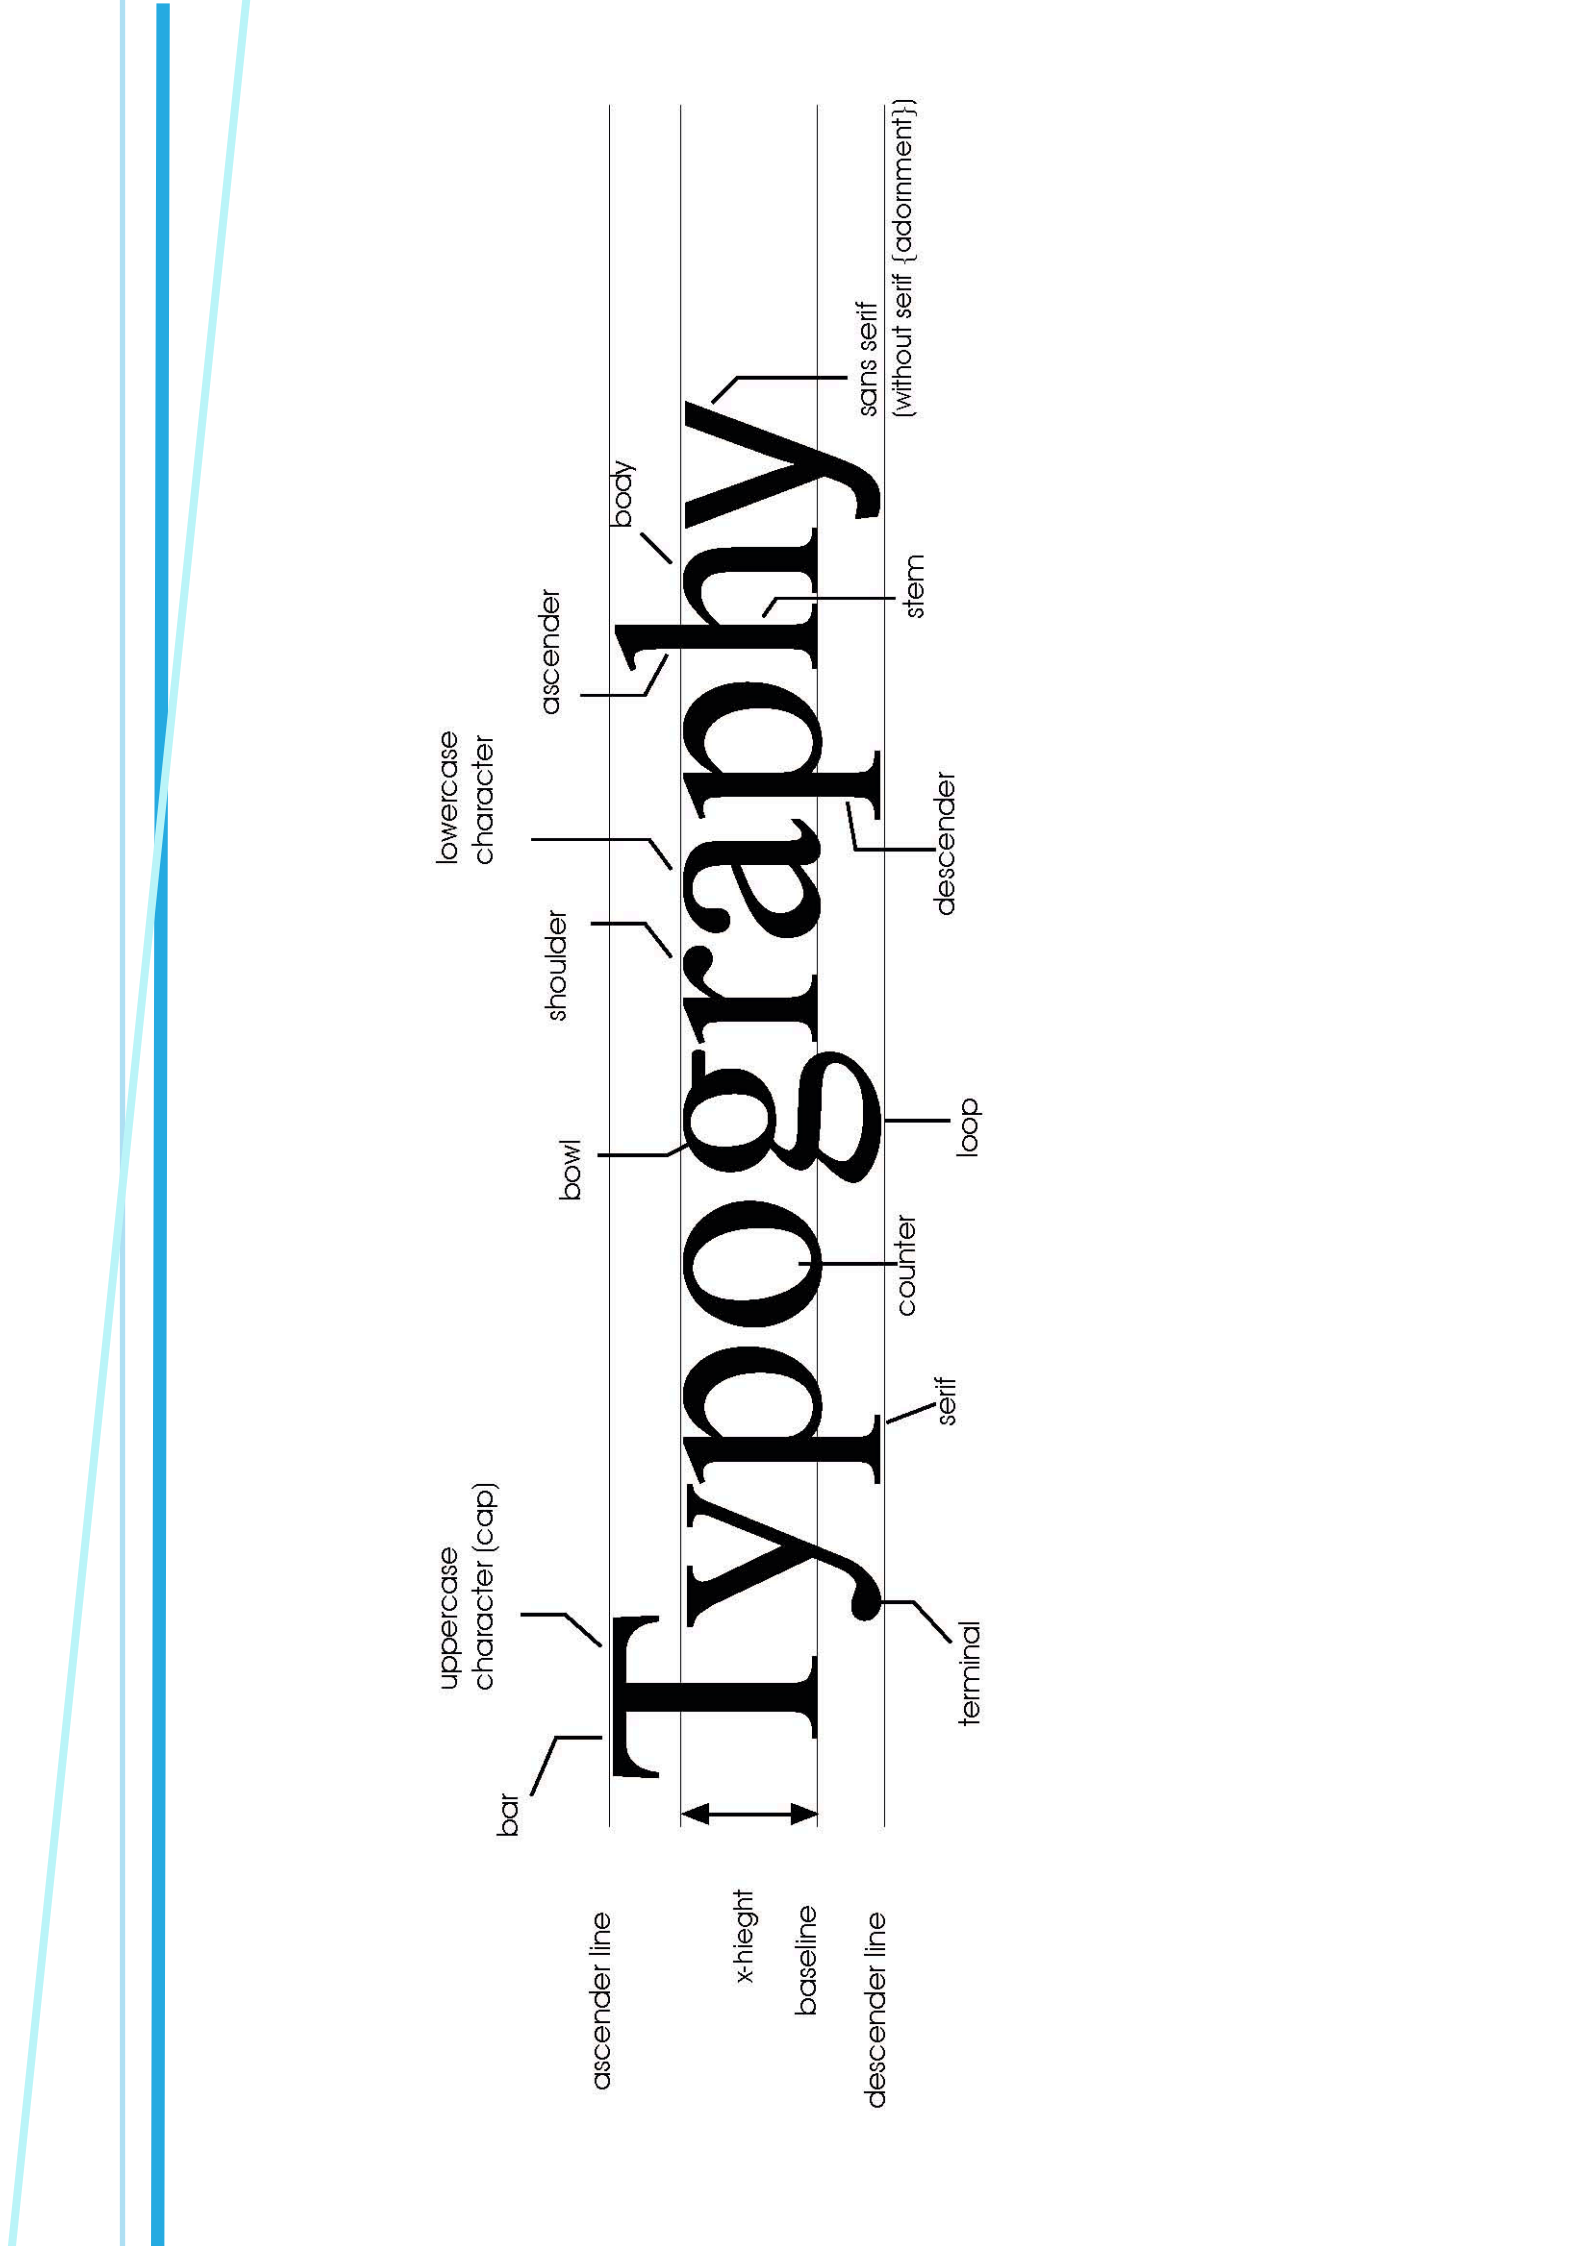 uppercase
character (cap)
lowercase
character
bar
bowl
shoulder
ascender
body
ascender line
Typography
x-hieght
baseline
descender line
terminal
serif
counter
loop
descender
stem
sans serif
(without serif {adornment})